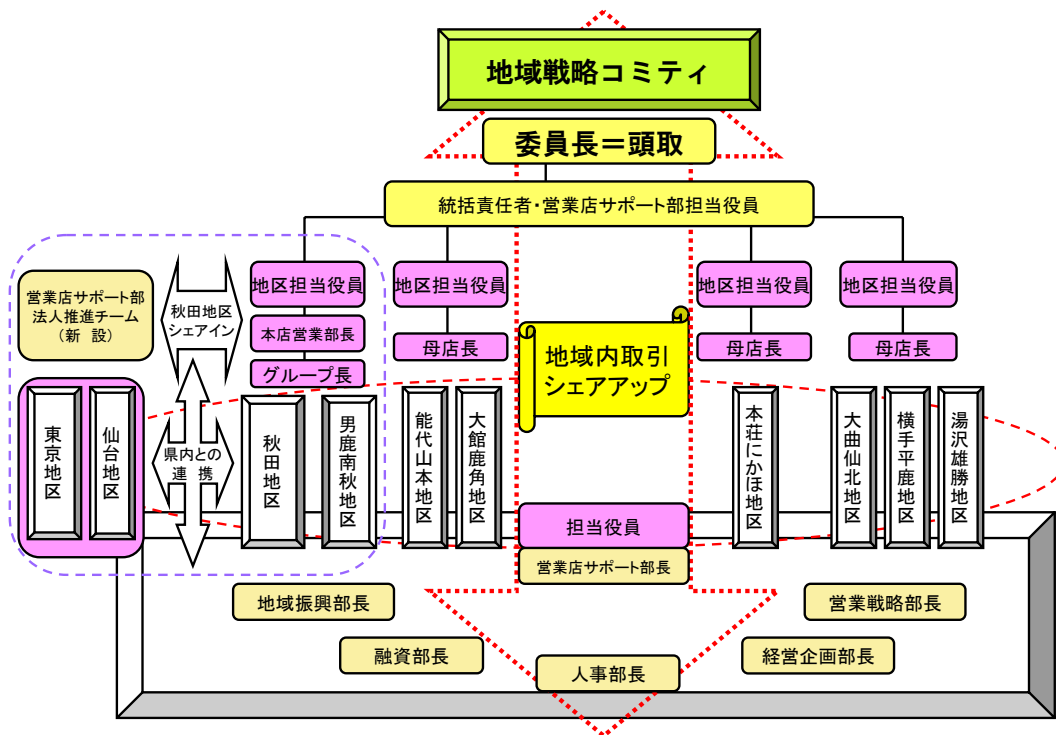 地域戦略コミティ
委員長＝頭取
統括責任者・営業店サポート部担当役員
営業店サポート部
法人推進チーム
（新　設）
秋田地区
シェアイン
地区担当役員
本店営業部長
グループ長
地区担当役員
母店長
地域内取引
シェアアップ
地区担当役員
母店長
地区担当役員
母店長
東京地区
仙台地区
県内との
連　携
秋田地区
男鹿南秋地区
能代山本地区
大館鹿角地区
本荘にかほ地区
大曲仙北地区
横手平鹿地区
湯沢雄勝地区
担当役員
営業店サポート部長
地域振興部長
営業戦略部長
融資部長
人事部長
経営企画部長